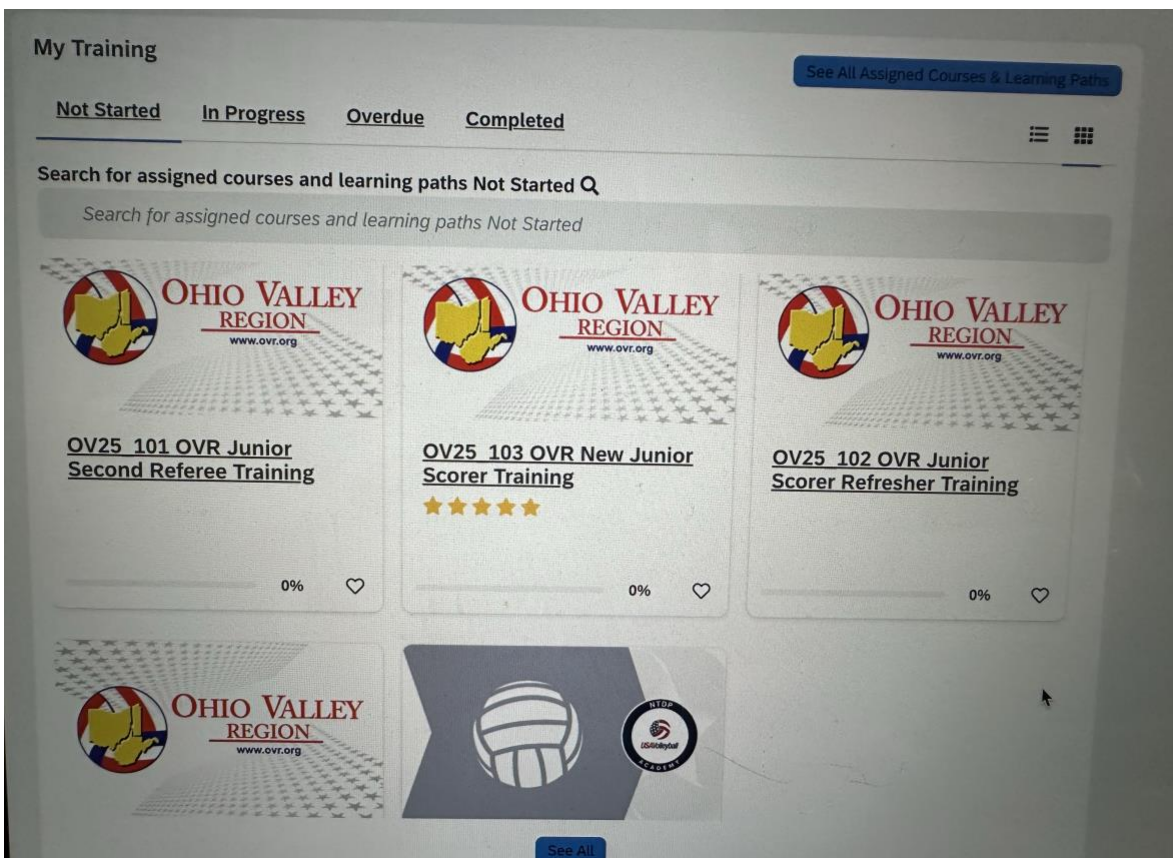 My Training
See All Assigned Courses & Learning Paths
Not Started
In Progress
Overdue
Completed
Search for assigned courses and learning paths Not Started
Search for assigned courses and learning paths Not Started
OHIO VALLEY
REGION
www.ovr.org
OV25_101 OVR Junior
Second Referee Training
0%
OHIO VALLEY
REGION
www.ovr.org
OV25_103 OVR New Junior
Scorer Training
0%
OHIO VALLEY
REGION
www.ovr.org
OV25_102 OVR Junior
Scorer Refresher Training
0%
OHIO VALLEY
REGION
www.ovr.org
NTDP
USAVolleyball
ACADEMY
See All